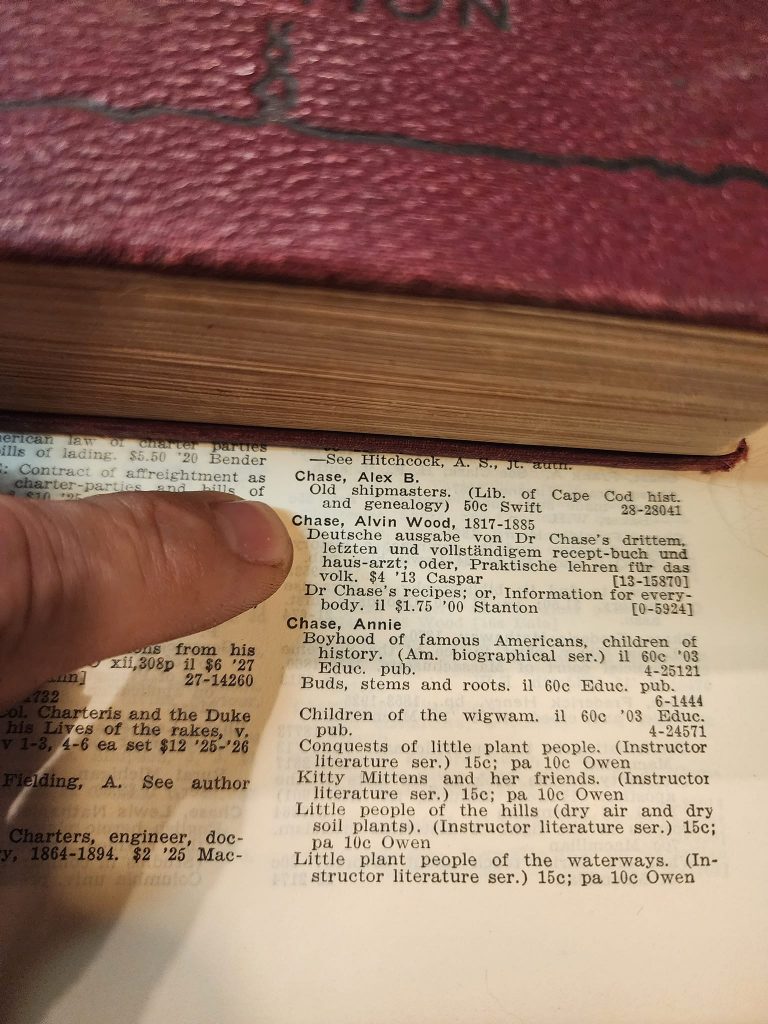 ION
erican law of charter parties
ills of lading. $5.50 '20 Bender
: Contract of affreightment as
charter-parties and bills of
$10 '25
ons from his
xii,308p il $6 '27
27-14260
1732
Col. Charteris and the Duke
his Lives of the rakes, v.
v 1-3, 4-6 ea set $12 '25-'26
Fielding, A. See author
Charters, engineer, doc-
y, 1864-1894. $2 '25 Mac-
—See Hitchcock, A. S., jt. auth.
Chase, Alex B.
Old shipmasters. (Lib. of Cape Cod hist.
and genealogy) 50c Swift 28-28041
Chase, Alvin Wood, 1817-1885
Deutsche ausgabe von Dr Chase's drittem,
lefzten und vollständigem recept-buch und
haus-arzt; oder, Praktische lehren für das
volk. $4 '13 Caspar [13-15870]
Dr Chase's recipes; or, Information for every-
body. il $1.75 '00 Stanton [0-5924]
Chase, Annie
Boyhood of famous Americans, children of
history. (Am. biographical ser.) il 60c '03
Educ. pub. 4-25121
Buds, stems and roots. il 60c Educ. pub.
6-1444
Children of the wigwam. il 60c '03 Educ.
pub. 4-24571
Conquests of little plant people. (Instructor
literature ser.) 15c; pa 10c Owen
Kitty Mittens and her friends. (Instructor
literature ser.) 15c; pa 10c Owen
Little people of the hills (dry air and dry
soil plants). (Instructor literature ser.) 15c;
pa 10c Owen
Little plant people of the waterways. (In-
structor literature ser.) 15c; pa 10c Owen